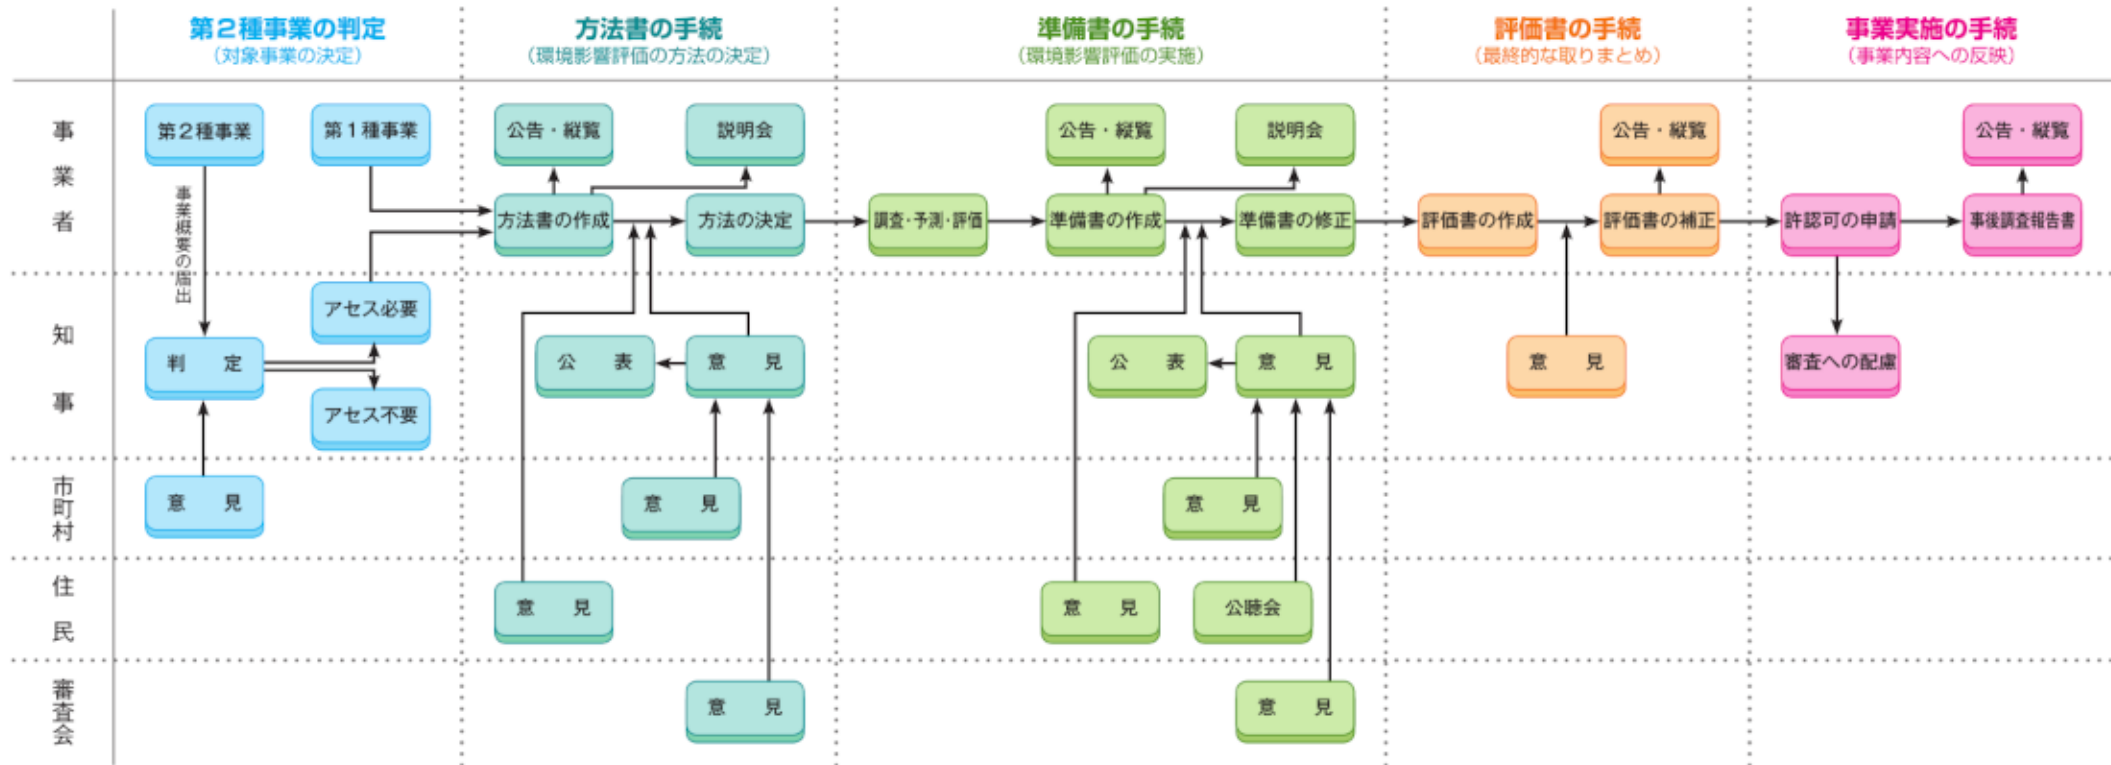 第2種事業の判定
(対象事業の決定)
方法書の手続
(環境影響評価の方法の決定)
準備書の手続
(環境影響評価の実施)
評価書の手続
(最終的な取りまとめ)
事業実施の手続
(事業内容への反映)
事業者
第2種事業
第1種事業
公告・縦覧
説明会
公告・縦覧
説明会
公告・縦覧
公告・縦覧
事業概要の届出
方法書の作成
方法の決定
調査・予測・評価
準備書の作成
準備書の修正
評価書の作成
評価書の補正
許認可の申請
事後調査報告書
知事
アセス必要
判定
アセス不要
公表
意見
公表
意見
意見
審査への配慮
市町村
意見
意見
意見
住民
意見
意見
公聴会
審査会
意見
意見